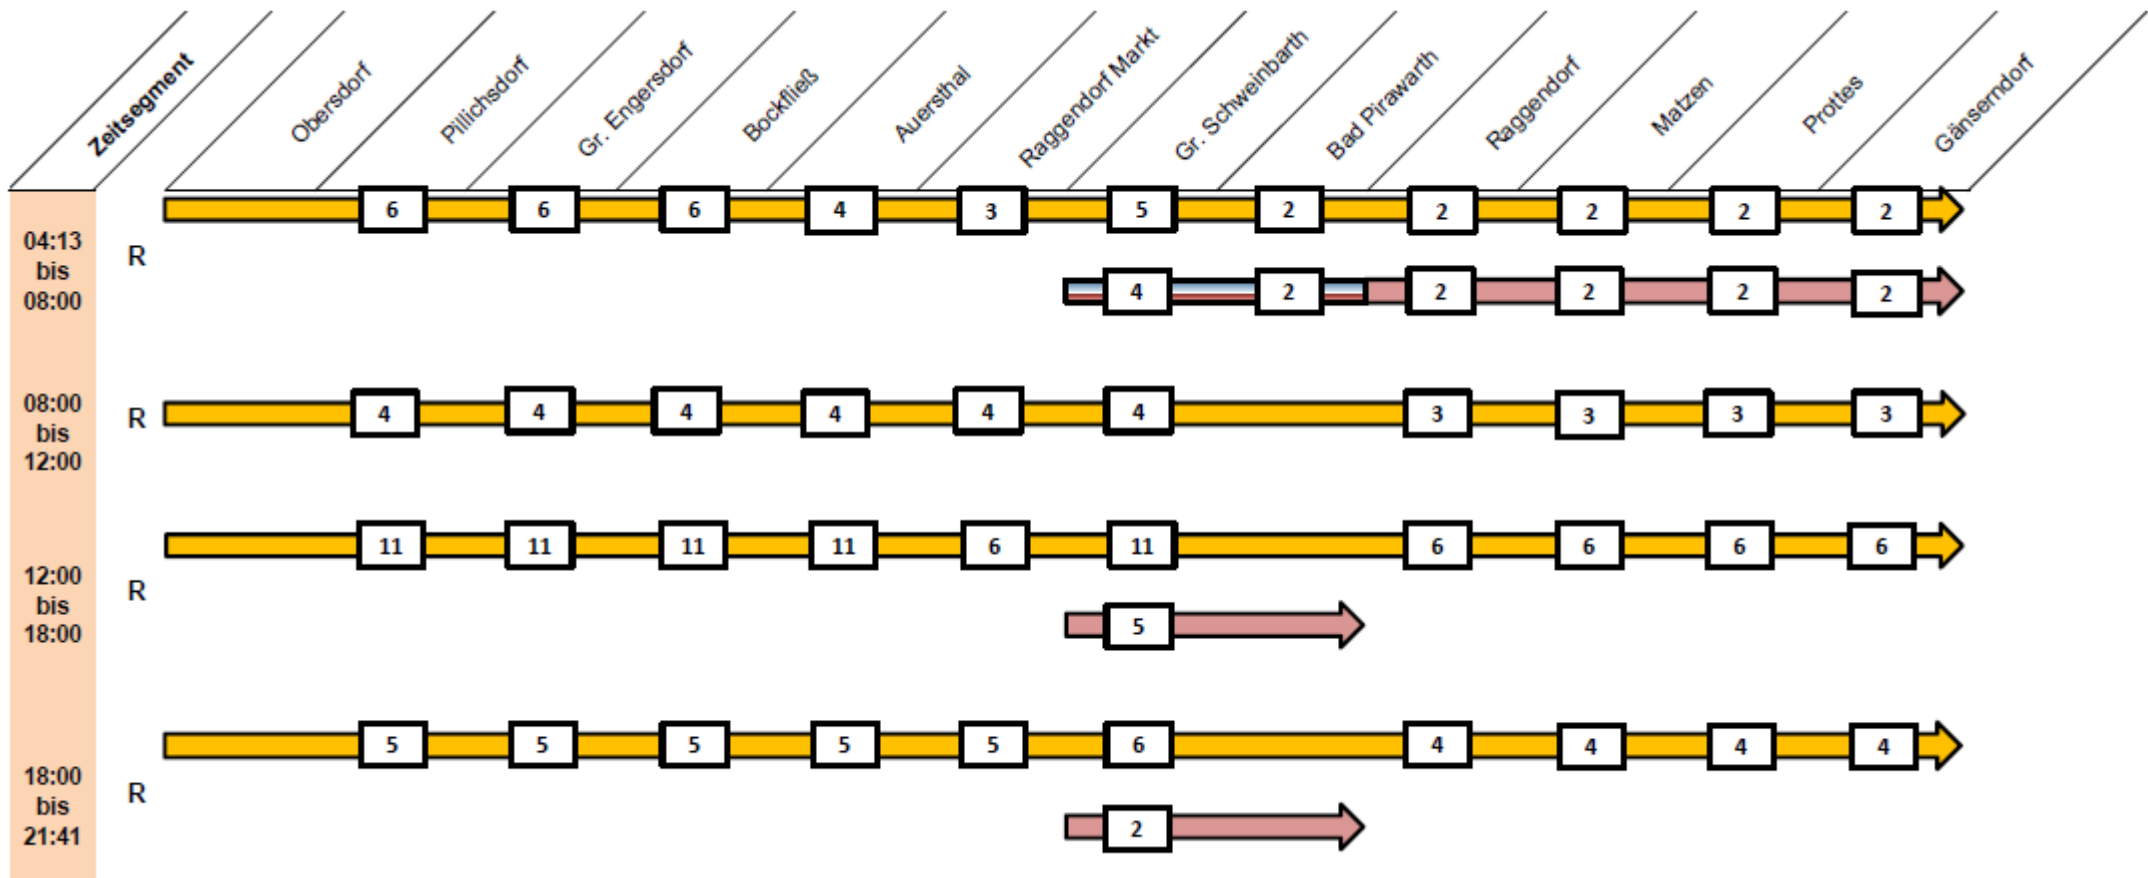 Zeitsegment Obersdorf Pillichsdorf Gr. Engersdorf Bockfließ Auersthal Raggendorf Markt Gr. Schweinbarth Bad Pirawarth Raggendorf Matzen Prottes Gänserndorf
6 6 6 4 3 5 2 2 2 2 2
04:13
bis
08:00
R
4 2 2 2 2 2
08:00
bis
12:00
R
4 4 4 4 4 4 3 3 3 3
11 11 11 11 6 11 6 6 6 6
12:00
bis
18:00
R
5
5 5 5 5 5 6 4 4 4 4
18:00
bis
21:41
R
2